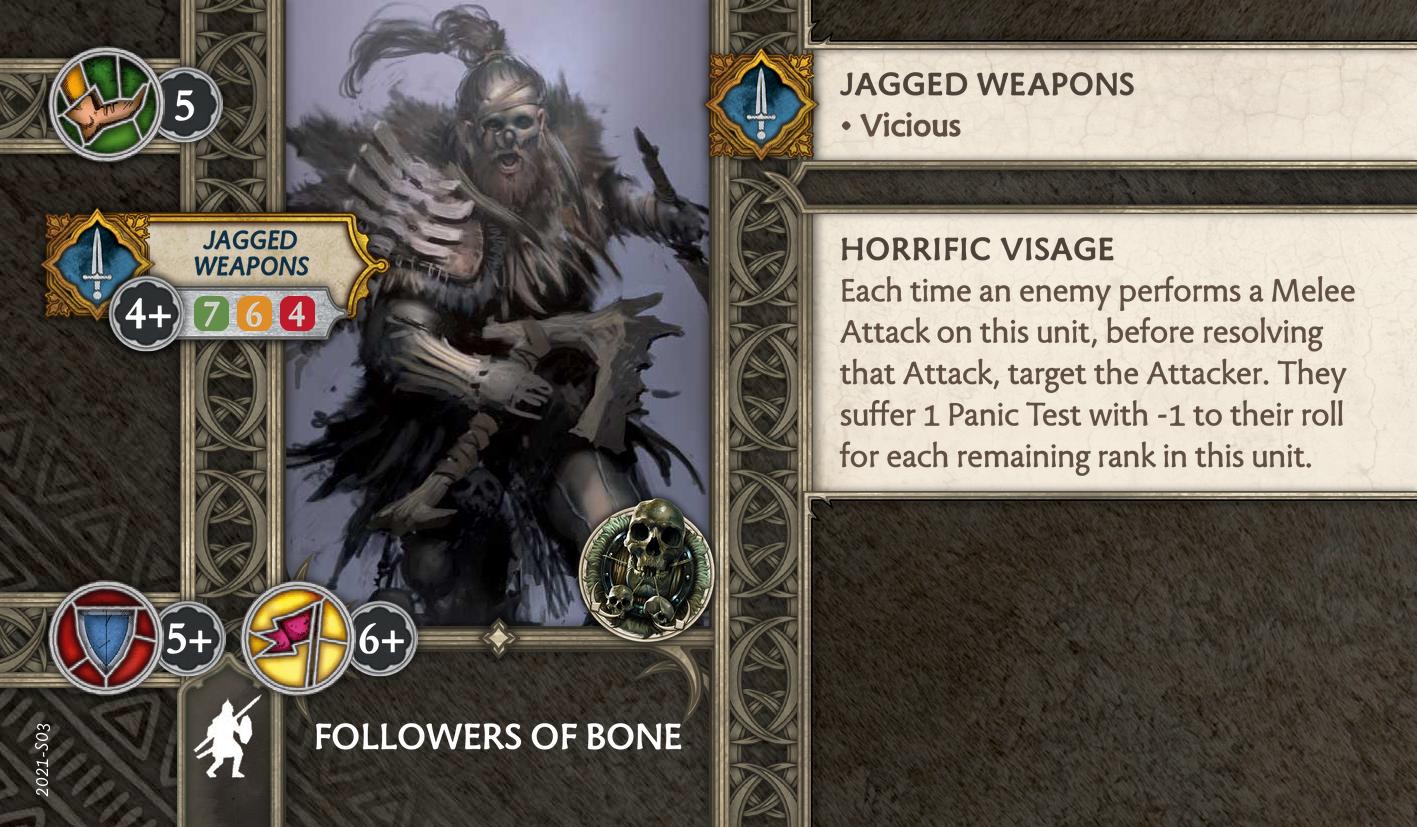 5
JAGGED
WEAPONS
4+ 7 6 4
5+
6+
FOLLOWERS OF BONE
2021-S03
JAGGED WEAPONS
• Vicious
HORRIFIC VISAGE
Each time an enemy performs a Melee
Attack on this unit, before resolving
that Attack, target the Attacker. They
suffer 1 Panic Test with -1 to their roll
for each remaining rank in this unit.